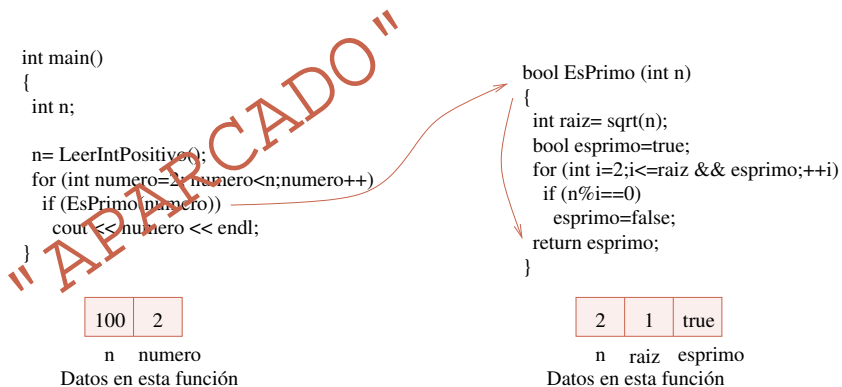 int main()
{
int n;
n= LeerIntPositivo();
for (int numero=2; numero<n;numero++)
if (EsPrimo(numero))
cout << numero << endl;
}
"APARCADO"
100 2
n numero
Datos en esta función
bool EsPrimo (int n)
{
int raiz= sqrt(n);
bool esprimo=true;
for (int i=2;i<=raiz && esprimo;++i)
if (n%i==0)
esprimo=false;
return esprimo;
}
2 1 true
n raiz esprimo
Datos en esta función